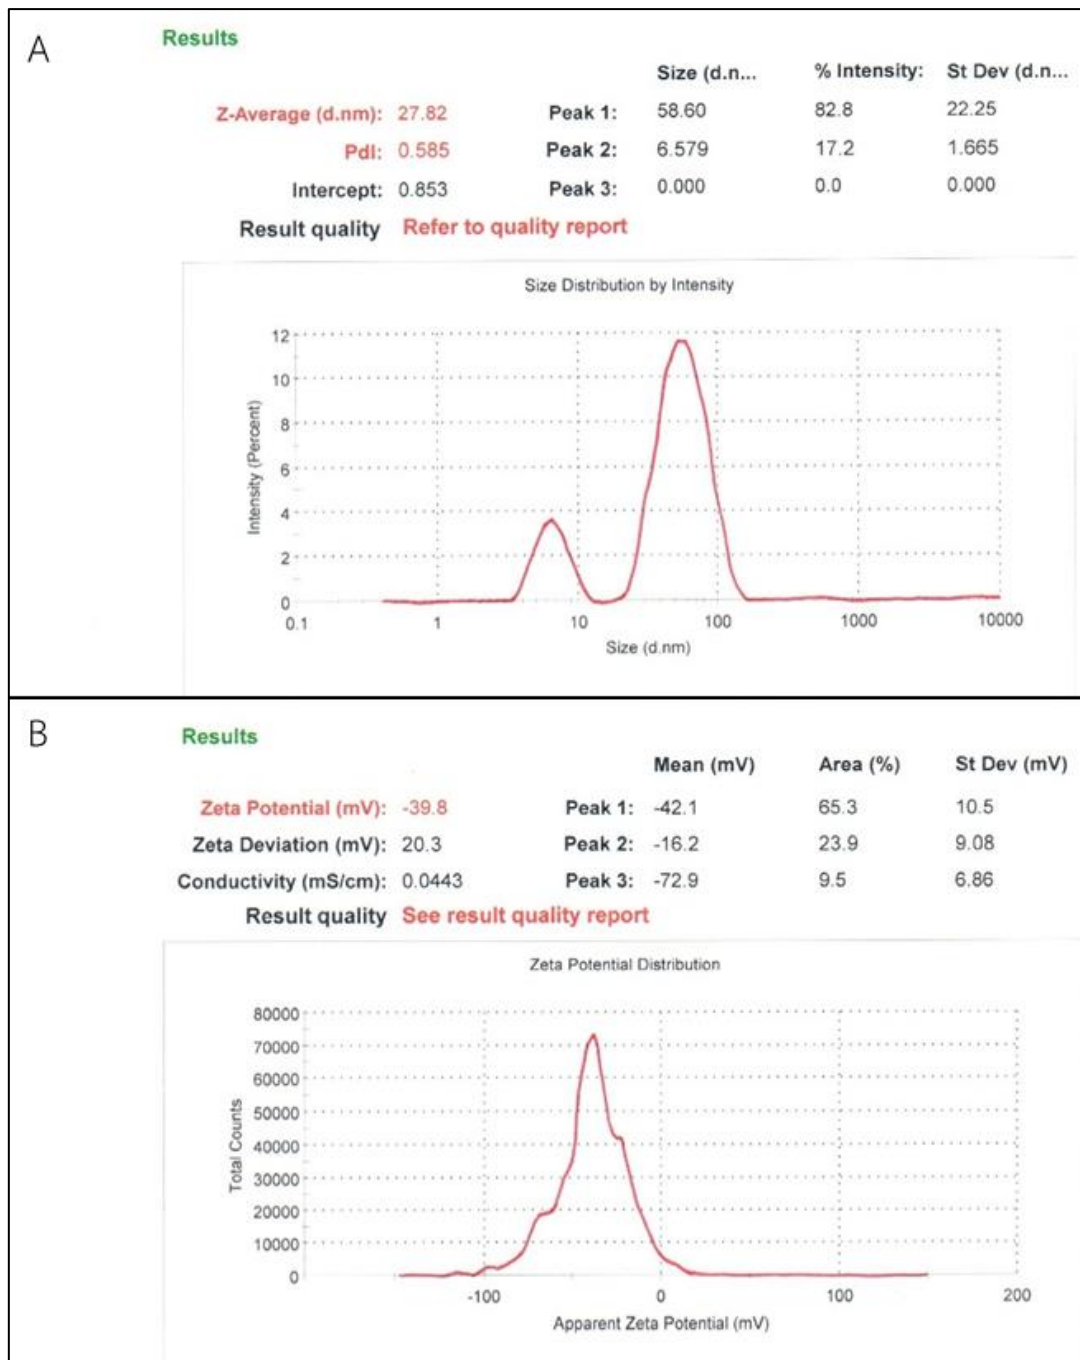 A
Results
Size (d.n... % Intensity: St Dev (d.n...
Z-Average (d.nm): 27.82 Peak 1: 58.60 82.8 22.25
PdI: 0.585 Peak 2: 6.579 17.2 1.665
Intercept: 0.853 Peak 3: 0.000 0.0 0.000
Result quality Refer to quality report
Size Distribution by Intensity
12
10
8
6
4
2
0
Intensity (Percent)
0.1 1 10 100 1000 10000
Size (d.nm)
B
Results
Mean (mV) Area (%) St Dev (mV)
Zeta Potential (mV): -39.8 Peak 1: -42.1 65.3 10.5
Zeta Deviation (mV): 20.3 Peak 2: -16.2 23.9 9.08
Conductivity (mS/cm): 0.0443 Peak 3: -72.9 9.5 6.86
Result quality See result quality report
Zeta Potential Distribution
80000
70000
60000
50000
40000
30000
20000
10000
0
Total Counts
-100 0 100 200
Apparent Zeta Potential (mV)